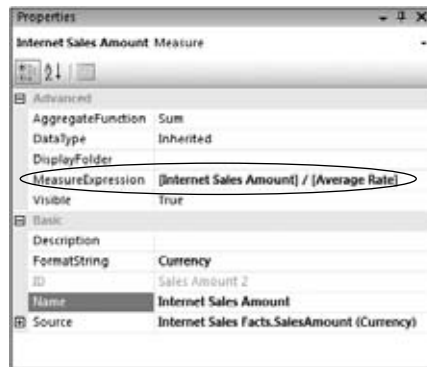 Properties
Internet Sales Amount Measure
Advanced
AggregateFunction Sum
DataType Inherited
DisplayFolder
MeasureExpression [Internet Sales Amount] / [Average Rate]
Visible True
Basic
Description
FormatString Currency
ID Sales Amount 2
Name Internet Sales Amount
Source Internet Sales Facts.SalesAmount (Currency)